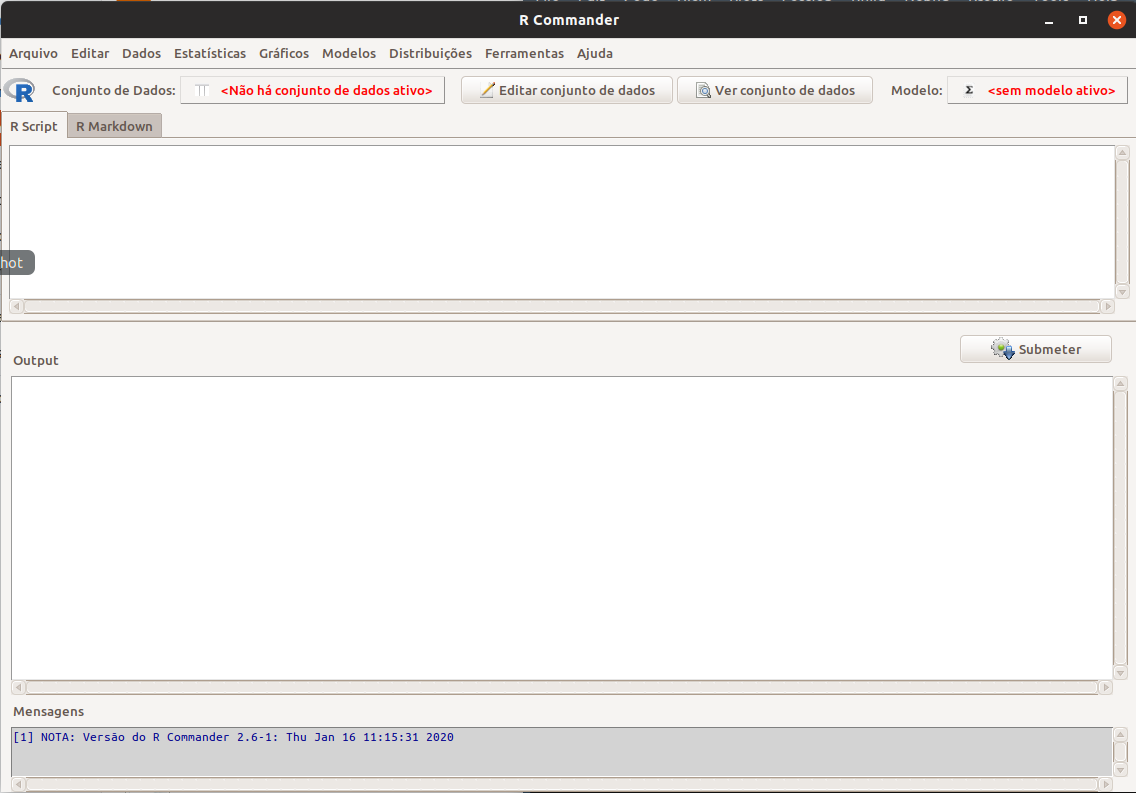 R Commander
Arquivo Editar Dados Estatísticas Gráficos Modelos Distribuições Ferramentas Ajuda
R Conjunto de Dados: <Não há conjunto de dados ativo> Editar conjunto de dados Ver conjunto de dados Modelo: Σ <sem modelo ativo>
R Script R Markdown
hot
Submeter
Output
Mensagens
[1] NOTA: Versão do R Commander 2.6-1: Thu Jan 16 11:15:31 2020